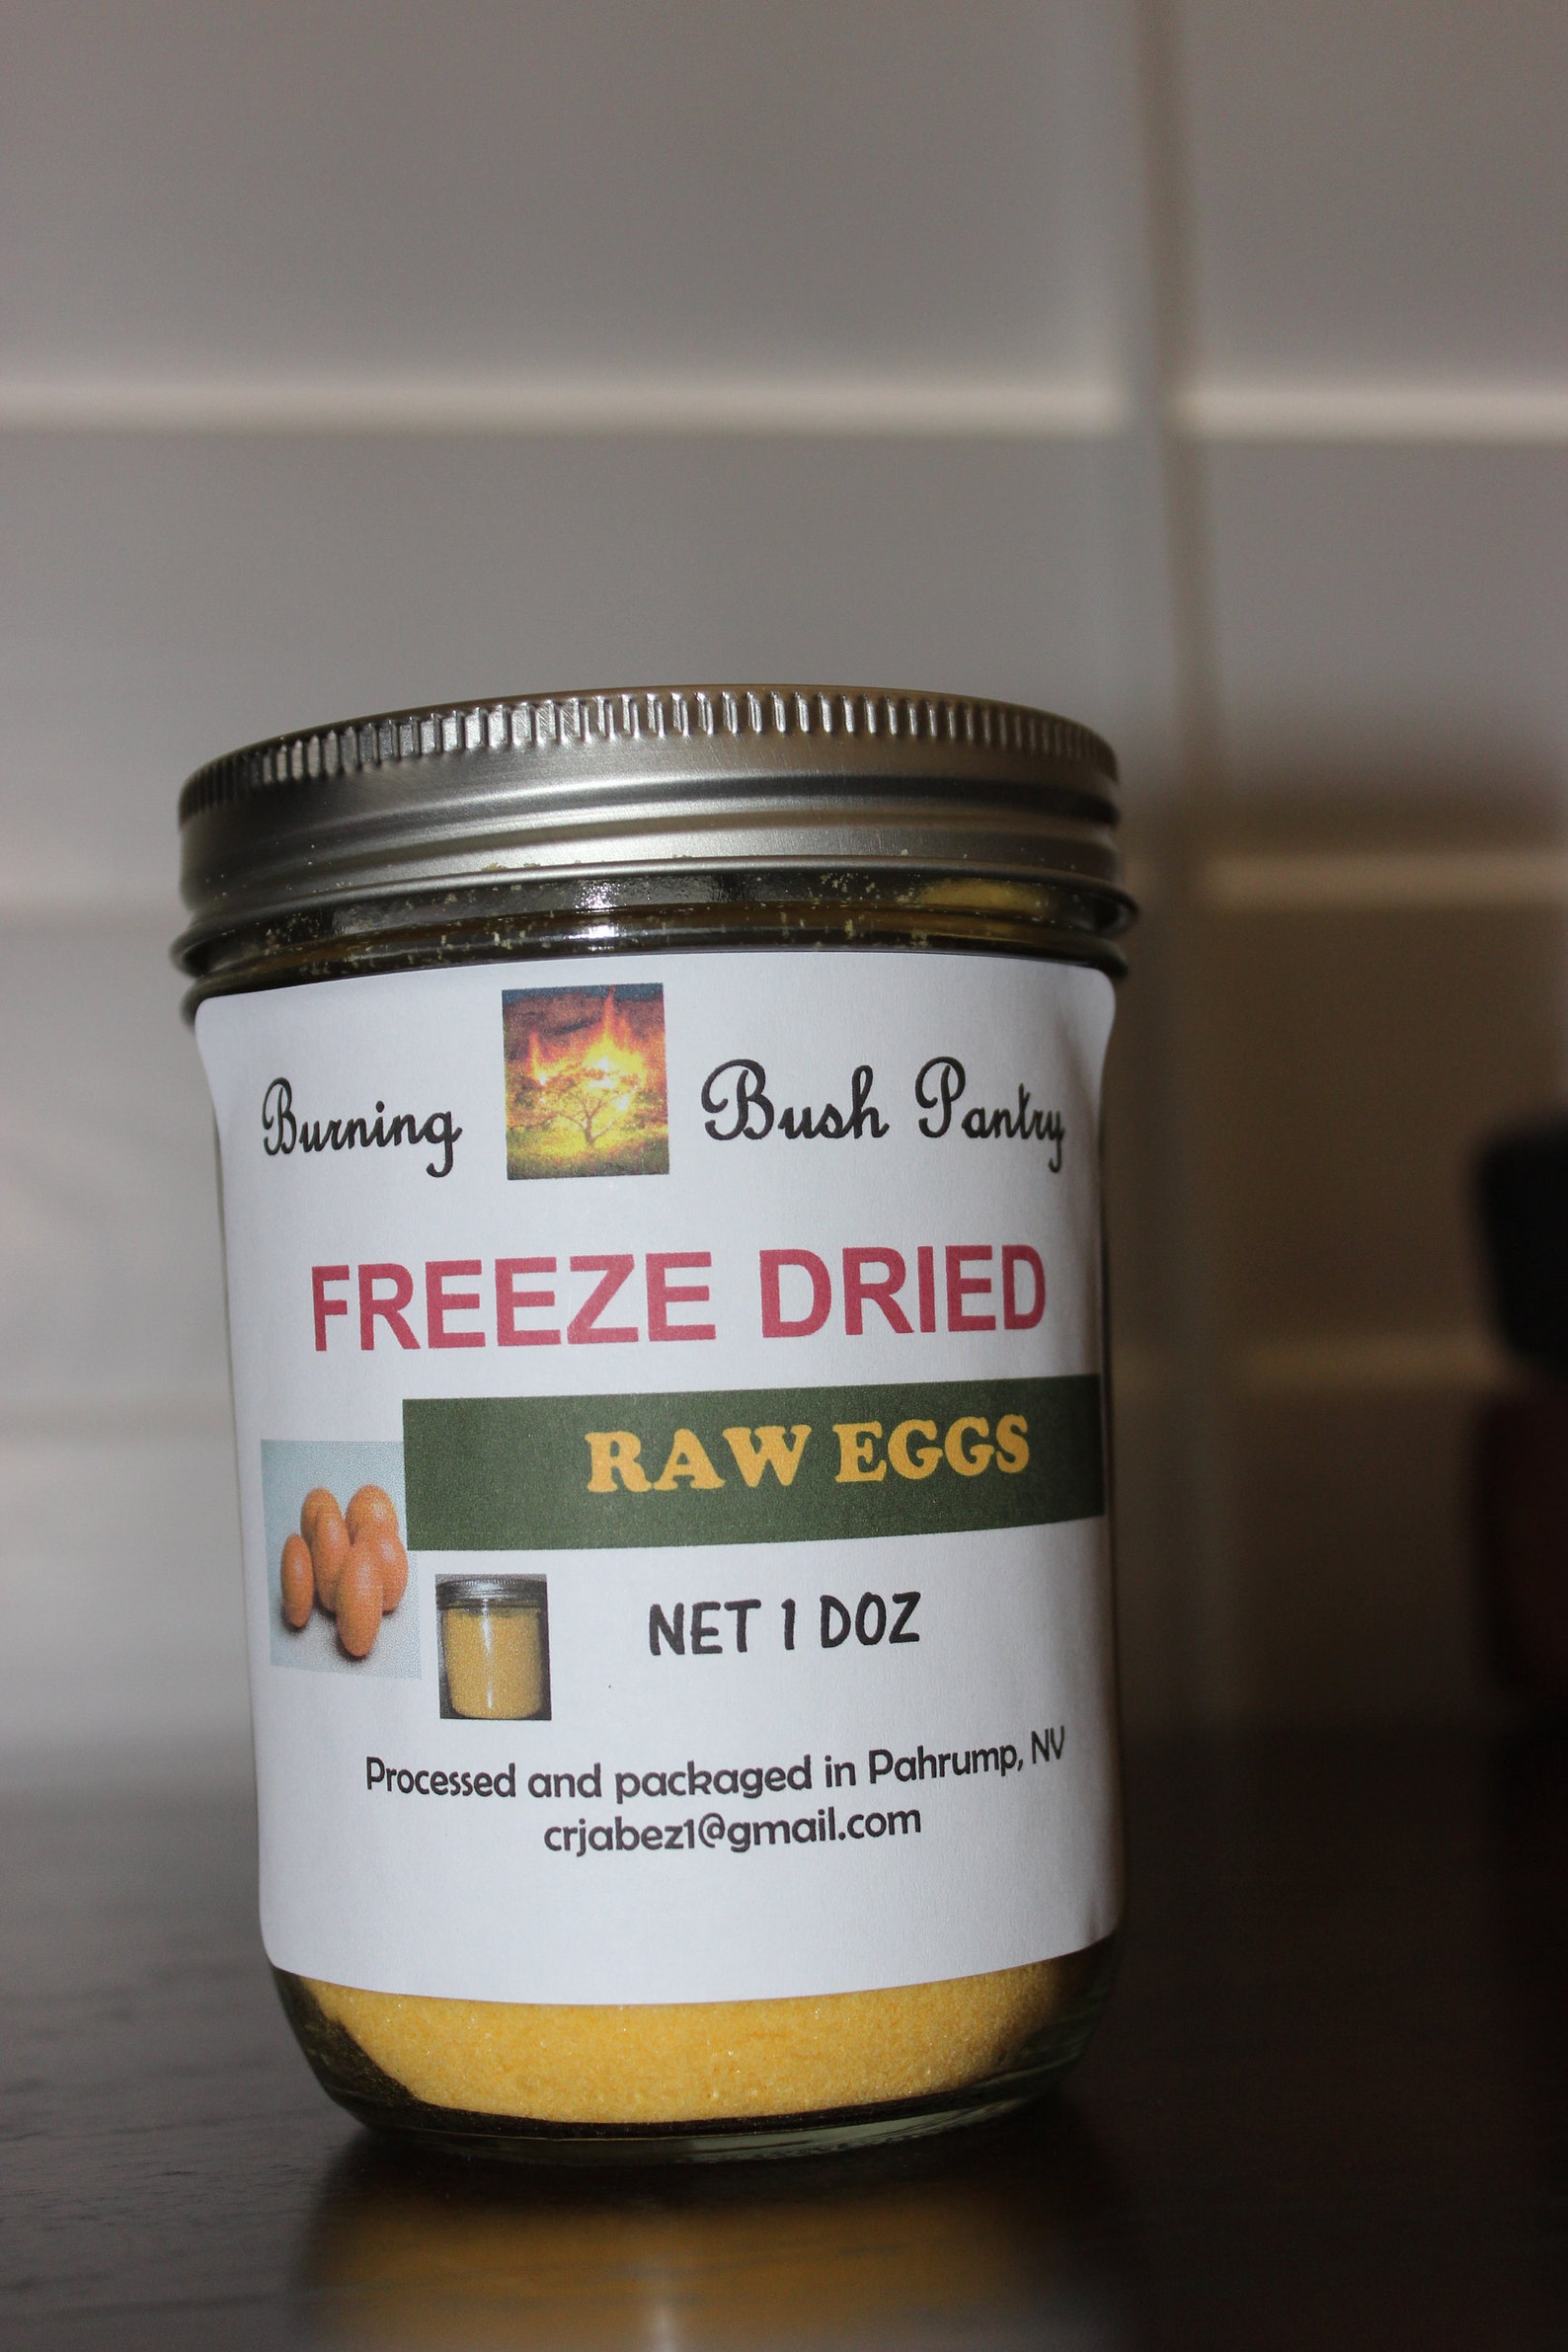 Burning Bush Pantry
FREEZE DRIED
RAW EGGS
NET 1 DOZ
Processed and packaged in Pahrump, NV
crjabez1@gmail.com